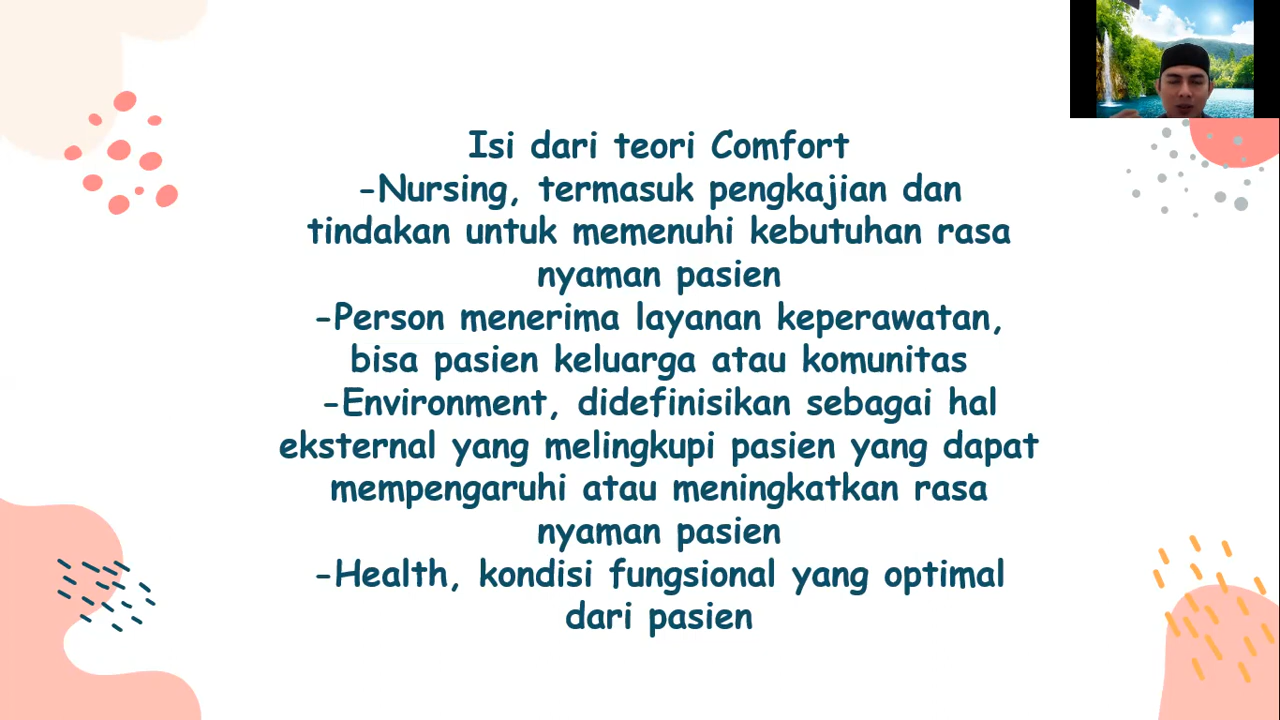 Isi dari teori Comfort
-Nursing, termasuk pengkajian dan
tindakan untuk memenuhi kebutuhan rasa
nyaman pasien
-Person menerima layanan keperawatan,
bisa pasien keluarga atau komunitas
-Environment, didefinisikan sebagai hal
eksternal yang melingkupi pasien yang dapat
mempengaruhi atau meningkatkan rasa
nyaman pasien
-Health, kondisi fungsional yang optimal
dari pasien